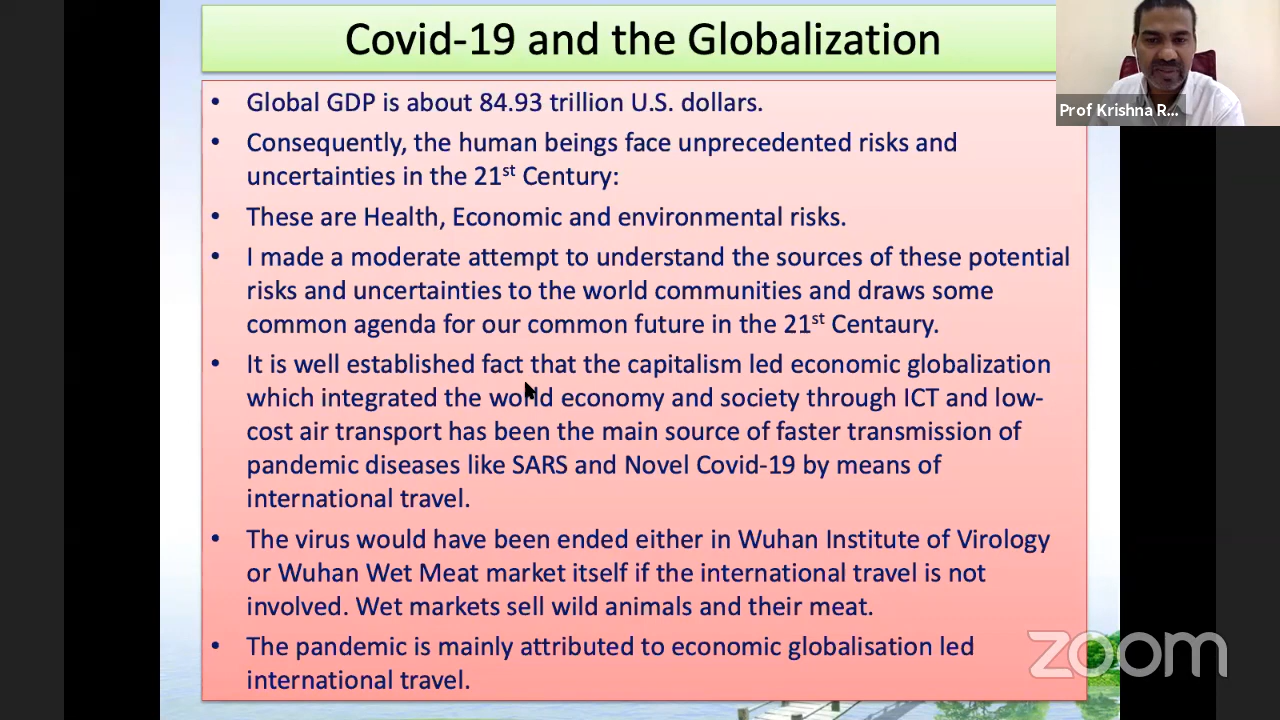 Covid-19 and the Globalization
Prof Krishna R...
• Global GDP is about 84.93 trillion U.S. dollars.
• Consequently, the human beings face unprecedented risks and
uncertainties in the 21st Century:
• These are Health, Economic and environmental risks.
• I made a moderate attempt to understand the sources of these potential
risks and uncertainties to the world communities and draws some
common agenda for our common future in the 21st Centaury.
• It is well established fact that the capitalism led economic globalization
which integrated the world economy and society through ICT and low-
cost air transport has been the main source of faster transmission of
pandemic diseases like SARS and Novel Covid-19 by means of
international travel.
• The virus would have been ended either in Wuhan Institute of Virology
or Wuhan Wet Meat market itself if the international travel is not
involved. Wet markets sell wild animals and their meat.
• The pandemic is mainly attributed to economic globalisation led
international travel.
zoom